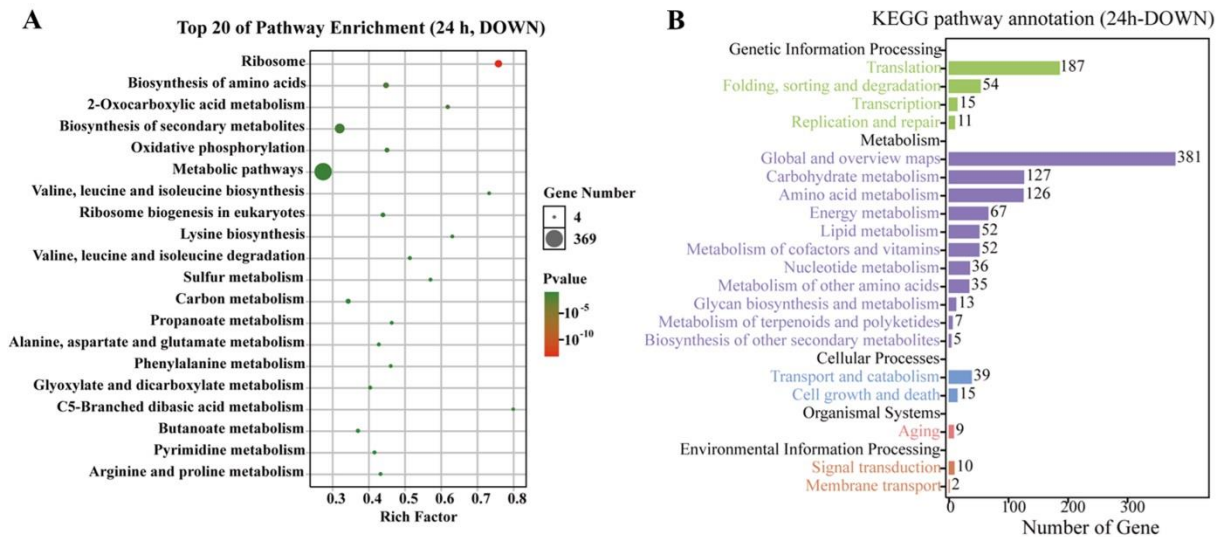 A
Top 20 of Pathway Enrichment (24 h, DOWN)
Ribosome
Biosynthesis of amino acids
2-Oxocarboxylic acid metabolism
Biosynthesis of secondary metabolites
Oxidative phosphorylation
Metabolic pathways
Valine, leucine and isoleucine biosynthesis
Ribosome biogenesis in eukaryotes
Lysine biosynthesis
Valine, leucine and isoleucine degradation
Sulfur metabolism
Carbon metabolism
Propanoate metabolism
Alanine, aspartate and glutamate metabolism
Phenylalanine metabolism
Glyoxylate and dicarboxylate metabolism
C5-Branched dibasic acid metabolism
Butanoate metabolism
Pyrimidine metabolism
Arginine and proline metabolism
0.3 0.4 0.5 0.6 0.7 0.8
Rich Factor
Gene Number
4
369
Pvalue
10⁻⁵
10⁻¹⁰
B
KEGG pathway annotation (24h-DOWN)
Genetic Information Processing
Translation 187
Folding, sorting and degradation 54
Transcription 15
Replication and repair 11
Metabolism
Global and overview maps 381
Carbohydrate metabolism 127
Amino acid metabolism 126
Energy metabolism 67
Lipid metabolism 52
Metabolism of cofactors and vitamins 52
Nucleotide metabolism 36
Metabolism of other amino acids 35
Glycan biosynthesis and metabolism 13
Metabolism of terpenoids and polyketides 7
Biosynthesis of other secondary metabolites 5
Cellular Processes
Transport and catabolism 39
Cell growth and death 15
Organismal Systems
Aging 9
Environmental Information Processing
Signal transduction 10
Membrane transport 2
0 100 200 300
Number of Gene